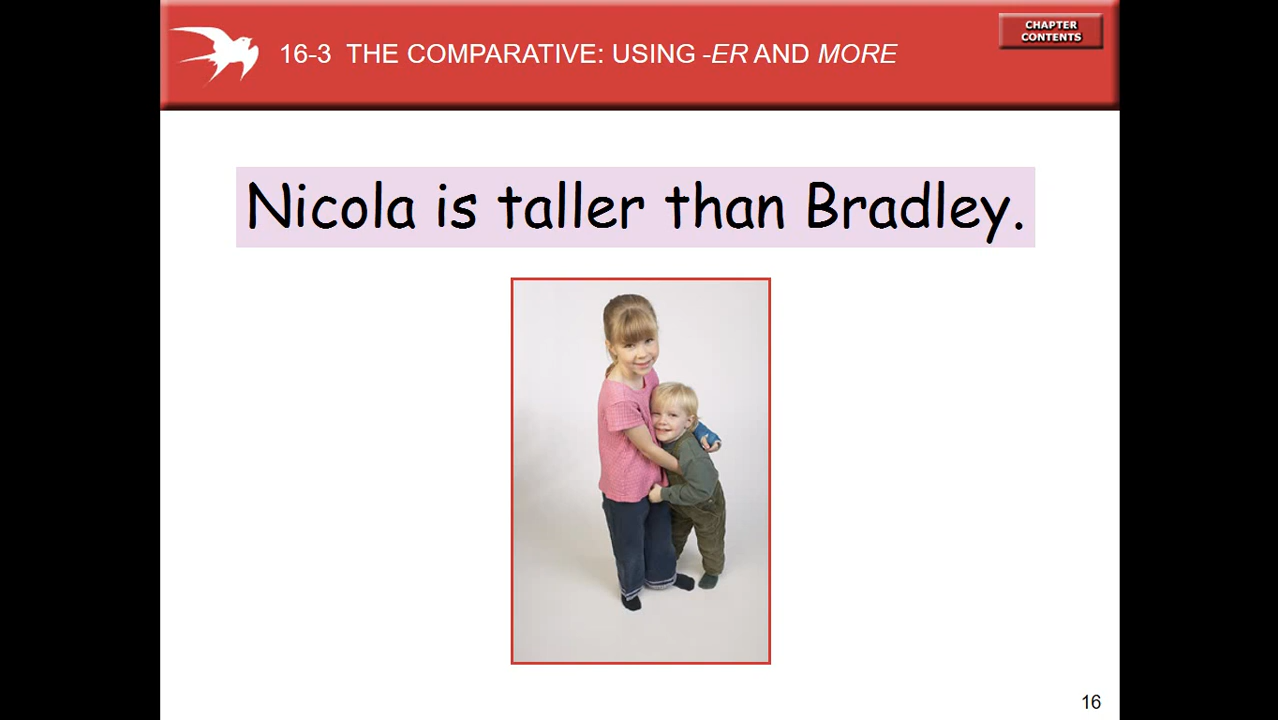 CHAPTER
CONTENTS
16-3 THE COMPARATIVE: USING -ER AND MORE
Nicola is taller than Bradley.
16